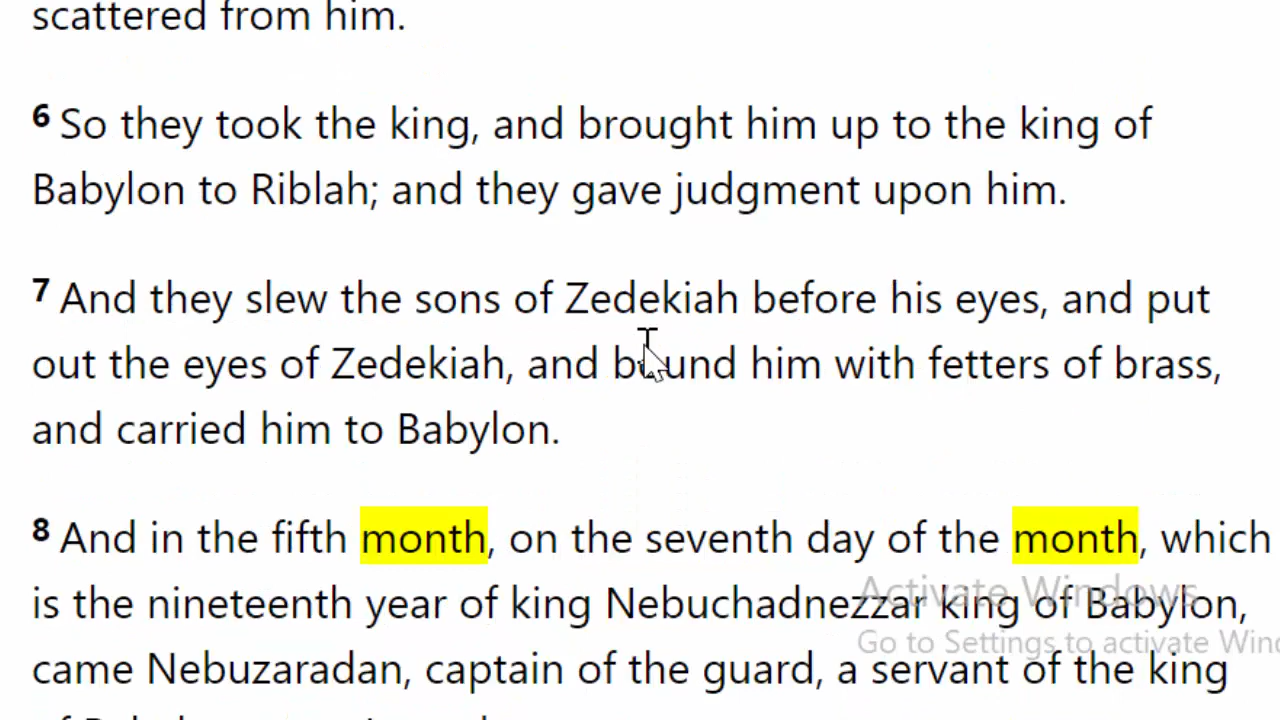 scattered from him.
6 So they took the king, and brought him up to the king of
Babylon to Riblah; and they gave judgment upon him.
7 And they slew the sons of Zedekiah before his eyes, and put
out the eyes of Zedekiah, and bound him with fetters of brass,
and carried him to Babylon.
8 And in the fifth month, on the seventh day of the month, which
is the nineteenth year of king Nebuchadnezzar king of Babylon,
Activate Windows
Go to Settings to activate Wind
came Nebuzaradan, captain of the guard, a servant of the king